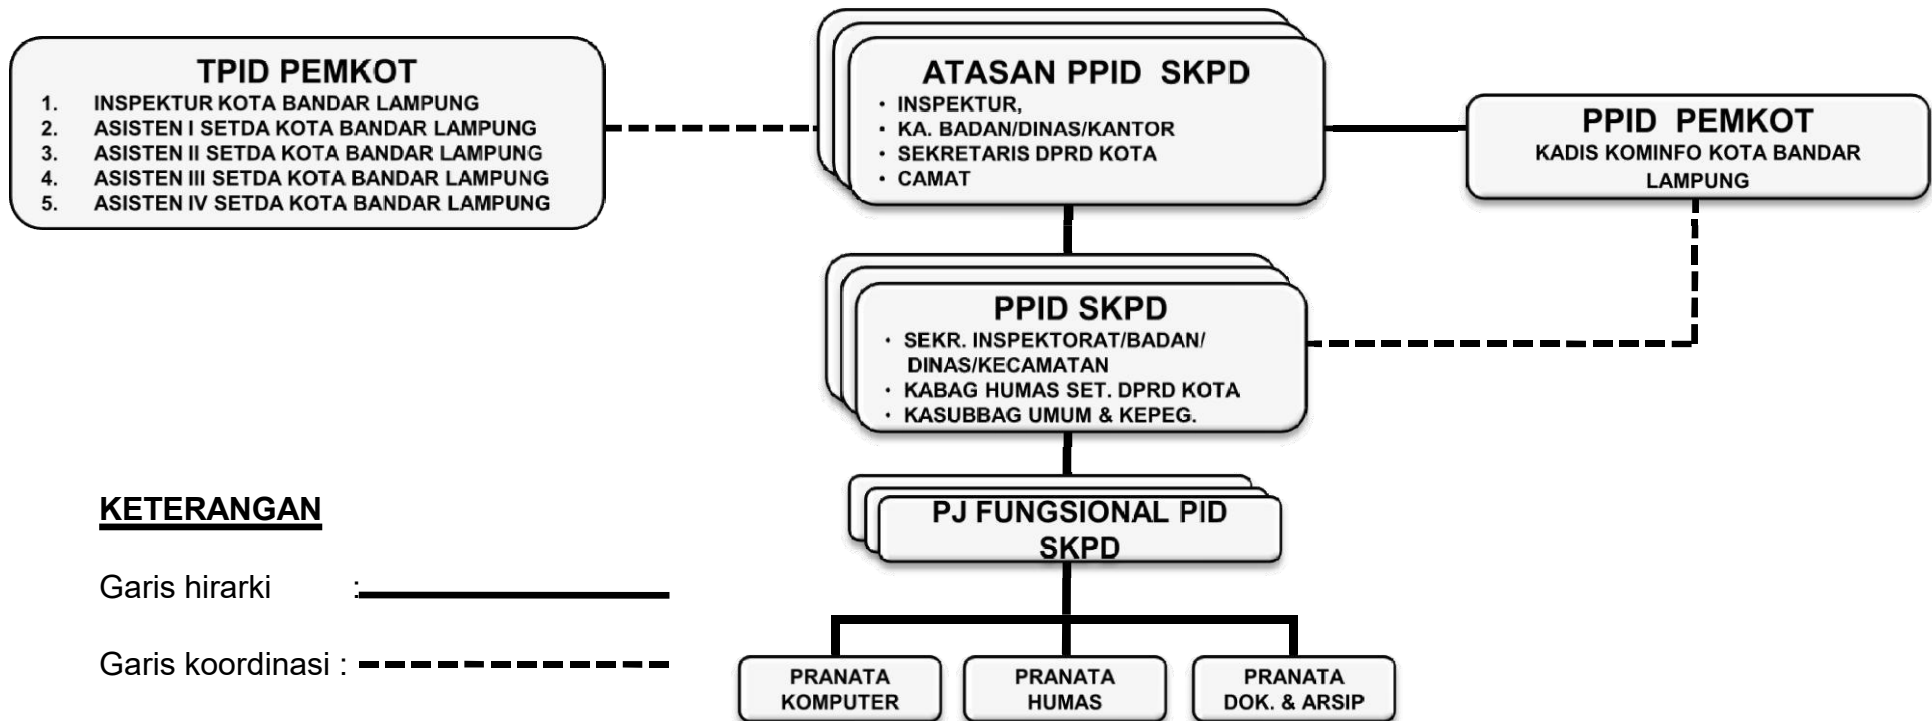 TPID PEMKOT
1. INSPEKTUR KOTA BANDAR LAMPUNG
2. ASISTEN I SETDA KOTA BANDAR LAMPUNG
3. ASISTEN II SETDA KOTA BANDAR LAMPUNG
4. ASISTEN III SETDA KOTA BANDAR LAMPUNG
5. ASISTEN IV SETDA KOTA BANDAR LAMPUNG
ATASAN PPID SKPD
• INSPEKTUR,
• KA. BADAN/DINAS/KANTOR
• SEKRETARIS DPRD KOTA
• CAMAT
PPID PEMKOT
KADIS KOMINFO KOTA BANDAR
LAMPUNG
PPID SKPD
• SEKR. INSPEKTORAT/BADAN/
DINAS/KECAMATAN
• KABAG HUMAS SET. DPRD KOTA
• KASUBBAG UMUM & KEPEG.
PJ FUNGSIONAL PID
SKPD
PRANATA
KOMPUTER
PRANATA
HUMAS
PRANATA
DOK. & ARSIP
KETERANGAN
Garis hirarki :
Garis koordinasi :